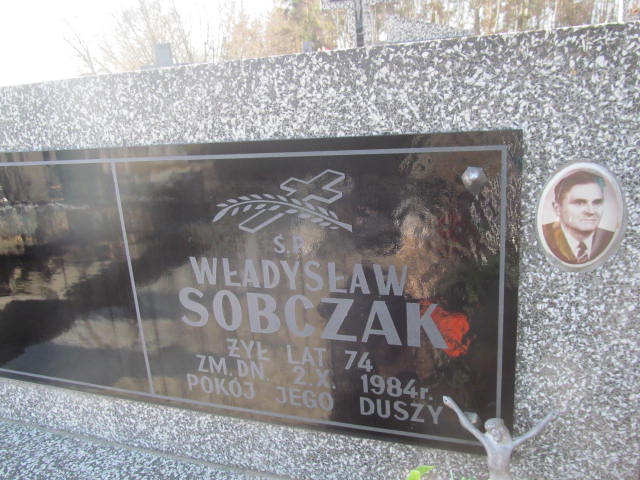 Ś.P.
WŁADYSŁAW
SOBCZAK
ŻYŁ LAT 74
ZM. DN. 2.X. 1984r.
POKÓJ JEGO DUSZY